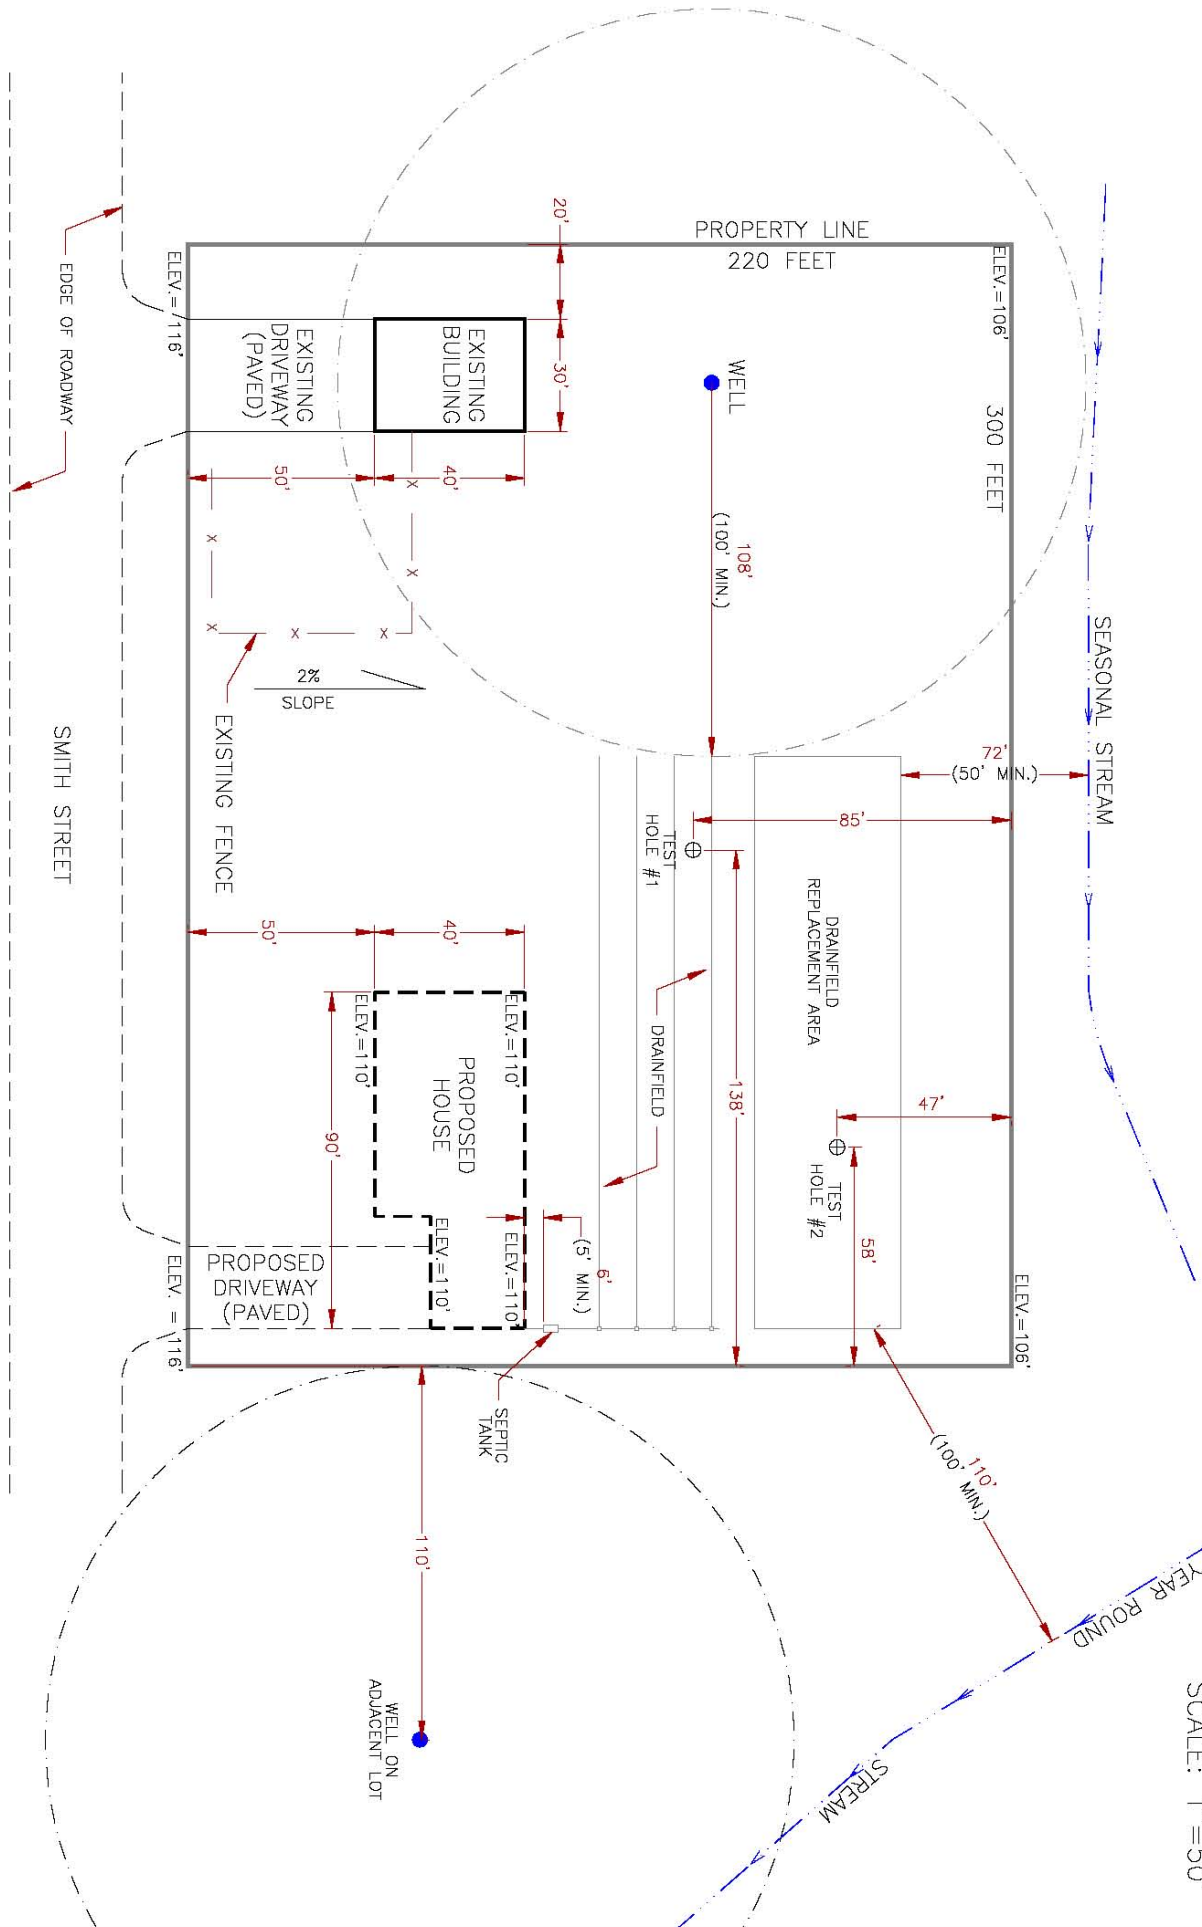 PROPERTY LINE
220 FEET
20'
ELEV.=106'
ELEV.= 116'
EDGE OF ROADWAY
EXISTING
DRIVEWAY
(PAVED)
EXISTING
BUILDING
30'
WELL
300 FEET
50'
40'
108'
(100' MIN.)
SEASONAL STREAM
2%
SLOPE
EXISTING FENCE
SMITH STREET
72'
(50' MIN.)
85'
TEST
HOLE #1
DRAINFIELD
REPLACEMENT AREA
50'
40'
ELEV.=110'
ELEV.=110'
PROPOSED
HOUSE
90'
DRAINFIELD
138'
47'
TEST
HOLE #2
58'
ELEV.=110'
ELEV.=110'
6'
(5' MIN.)
PROPOSED
DRIVEWAY
(PAVED)
ELEV. = 116'
ELEV.=106'
SEPTIC
TANK
110'
(100' MIN.)
110'
YEAR ROUND
STREAM
WELL ON
ADJACENT LOT
SCALE: